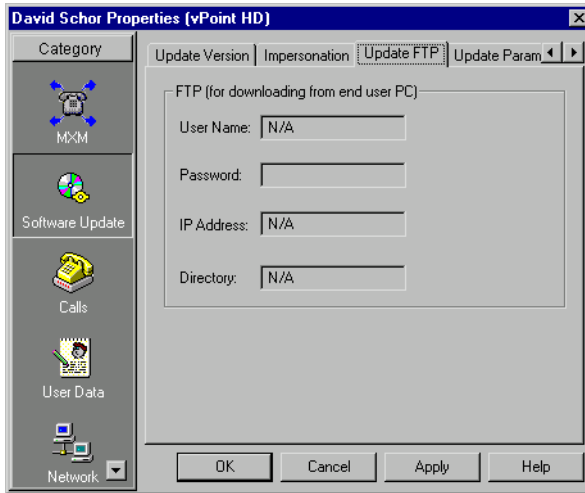 David Schor Properties (vPoint HD)
Category
MXM
Software Update
Calls
User Data
Network
Update Version
Impersonation
Update FTP
Update Param
FTP (for downloading from end user PC)
User Name: N/A
Password:
IP Address: N/A
Directory: N/A
OK
Cancel
Apply
Help